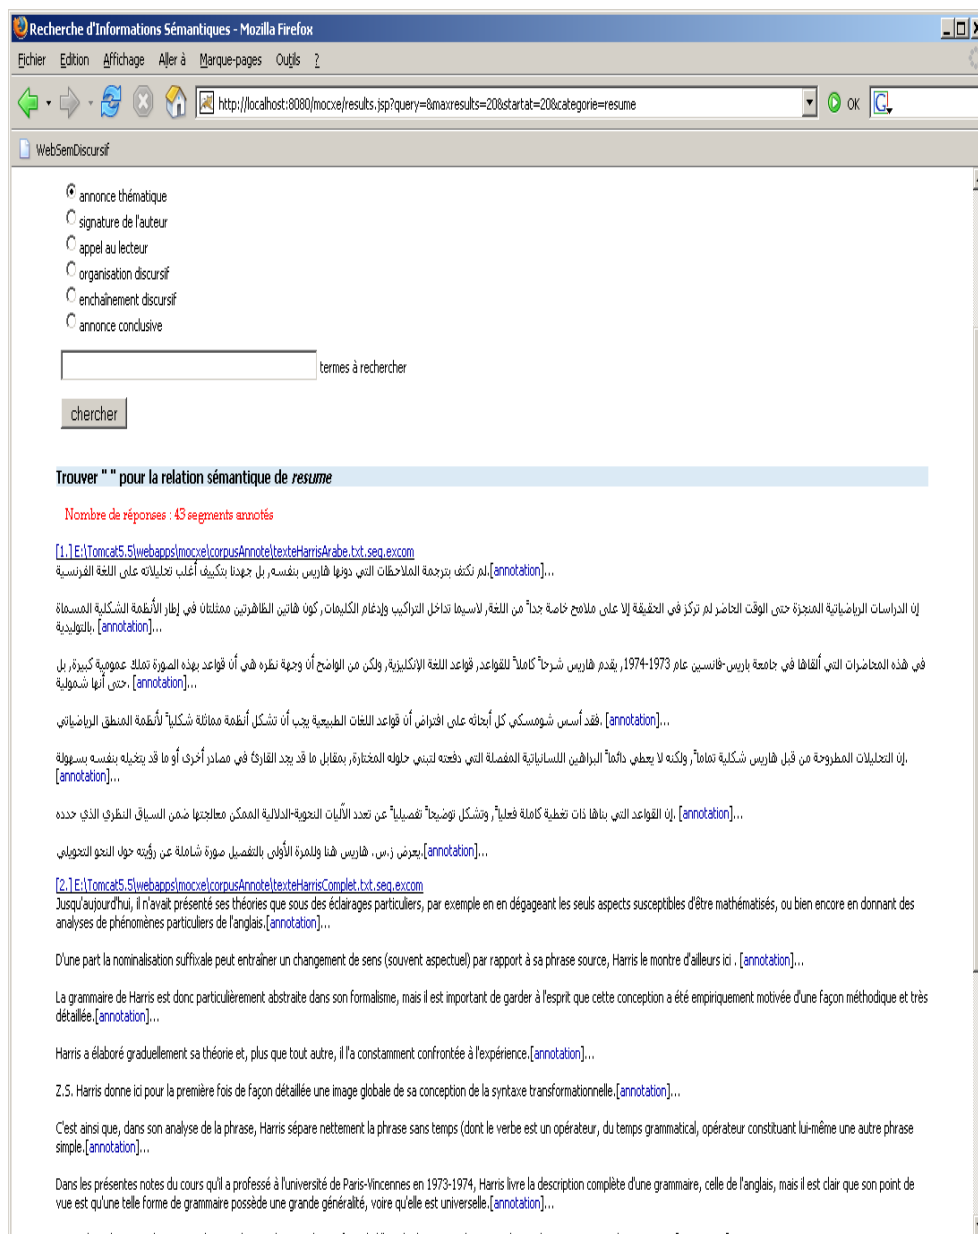 Recherche d'Informations Sémantiques - Mozilla Firefox
Fichier Edition Affichage Aller à Marque-pages Outils ?
http://localhost:8080/mocxe/results.jsp?query=&maxresults=20&startat=20&categorie=resume OK G
WebSemDiscursif
annonce thématique
signature de l'auteur
appel au lecteur
organisation discursif
enchaînement discursif
annonce conclusive
termes à rechercher
chercher
Trouver " " pour la relation sémantique de resume
Nombre de réponses : 43 segments annotés
[1.] E:\Tomcat5.5\webapps\mocxe\corpusAnnote\texteHarrisArabe.txt.seg.excom
لم نكتف بترجمة الملاحظات التي دونها هاريس بنفسه, بل جهدنا بتكييف أغلب تحليلاته على اللغة الفرنسية.[annotation]...
إن الدراسات الرياضياتية المنجزة حتى الوقت الحاضر لم تركز في الحقيقة إلا على ملامح خاصة جداً من اللغة, لاسيما تداخل التراكيب وإدغام الكليمات, كون هاتين الظاهرتين ممثلتان في إطار الأنظمة الشكلية المسماة
بالتوليدية. [annotation]...
في هذه المحاضرات التي ألقاها في جامعة باريس-فانسين عام 1973-1974, يقدم هاريس شرحاً كاملاً للقواعد, قواعد اللغة الإنكليزية, ولكن من الواضح أن وجهة نظره هي أن قواعد بهذه الصورة تملك عمومية كبيرة, بل
حتى أنها شمولية. [annotation]...
فقد أسس شومسكي كل أبحاثه على افتراض أن قواعد اللغات الطبيعية يجب أن تشكل أنظمة مماثلة شكلياً لأنظمة المنطق الرياضياتي. [annotation]...
إن التحليلات المطروحة من قبل هاريس شكلية تماماً, ولكنه لا يعطي دائماً البراهين اللسانياتية المفصلة التي دفعته لتبني حلوله المختارة, بمقابل ما قد يجد القارئ في مصادر أخرى أو ما قد يتخيله بنفسه بسهولة.
[annotation]...
إن القواعد التي بناها ذات تغطية كاملة فعلياً, وتشكل توضيحاً تفصيلياً عن تعدد الآليات النحوية-الدلالية الممكن معالجتها ضمن السياق النظري الذي حدده. [annotation]...
يعرض ز.س. هاريس هنا وللمرة الأولى بالتفصيل صورة شاملة عن رؤيته حول النحو التحويلي.[annotation]...
[2.] E:\Tomcat5.5\webapps\mocxe\corpusAnnote\texteHarrisComplet.txt.seg.excom
Jusqu'aujourd'hui, il n'avait présenté ses théories que sous des éclairages particuliers, par exemple en en dégageant les seuls aspects susceptibles d'être mathématisés, ou bien encore en donnant des
analyses de phénomènes particuliers de l'anglais.[annotation]...
D'une part la nominalisation suffixale peut entraîner un changement de sens (souvent aspectuel) par rapport à sa phrase source, Harris le montre d'ailleurs ici . [annotation]...
La grammaire de Harris est donc particulièrement abstraite dans son formalisme, mais il est important de garder à l'esprit que cette conception a été empiriquement motivée d'une façon méthodique et très
détaillée.[annotation]...
Harris a élaboré graduellement sa théorie et, plus que tout autre, il l'a constamment confrontée à l'expérience.[annotation]...
Z.S. Harris donne ici pour la première fois de façon détaillée une image globale de sa conception de la syntaxe transformationnelle.[annotation]...
C'est ainsi que, dans son analyse de la phrase, Harris sépare nettement la phrase sans temps (dont le verbe est un opérateur, du temps grammatical, opérateur constituant lui-même une autre phrase
simple.[annotation]...
Dans les présentes notes du cours qu'il a professé à l'université de Paris-Vincennes en 1973-1974, Harris livre la description complète d'une grammaire, celle de l'anglais, mais il est clair que son point de
vue est qu'une telle forme de grammaire possède une grande généralité, voire qu'elle est universelle.[annotation]...